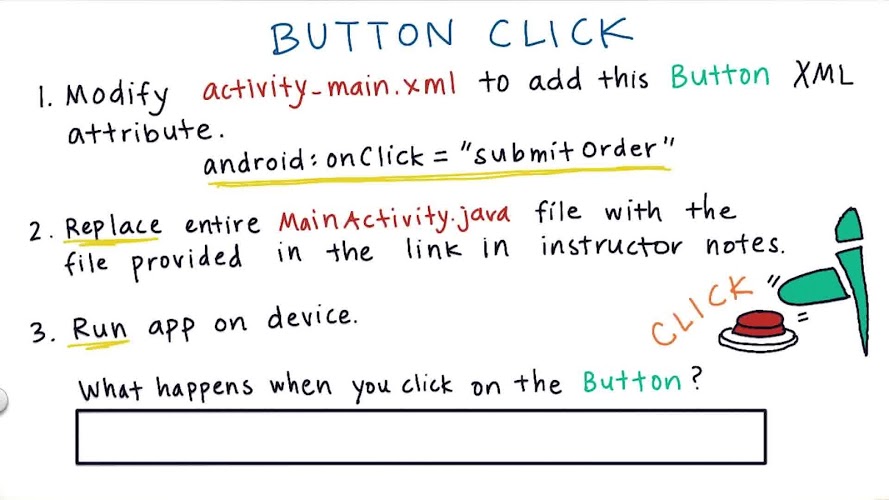 BUTTON CLICK
1. Modify activity_main.xml to add this Button XML
attribute.
android:onClick = "submitOrder"
2. Replace entire MainActivity.java file with the
file provided in the link in instructor notes.
CLICK
3. Run app on device.
What happens when you click on the Button?